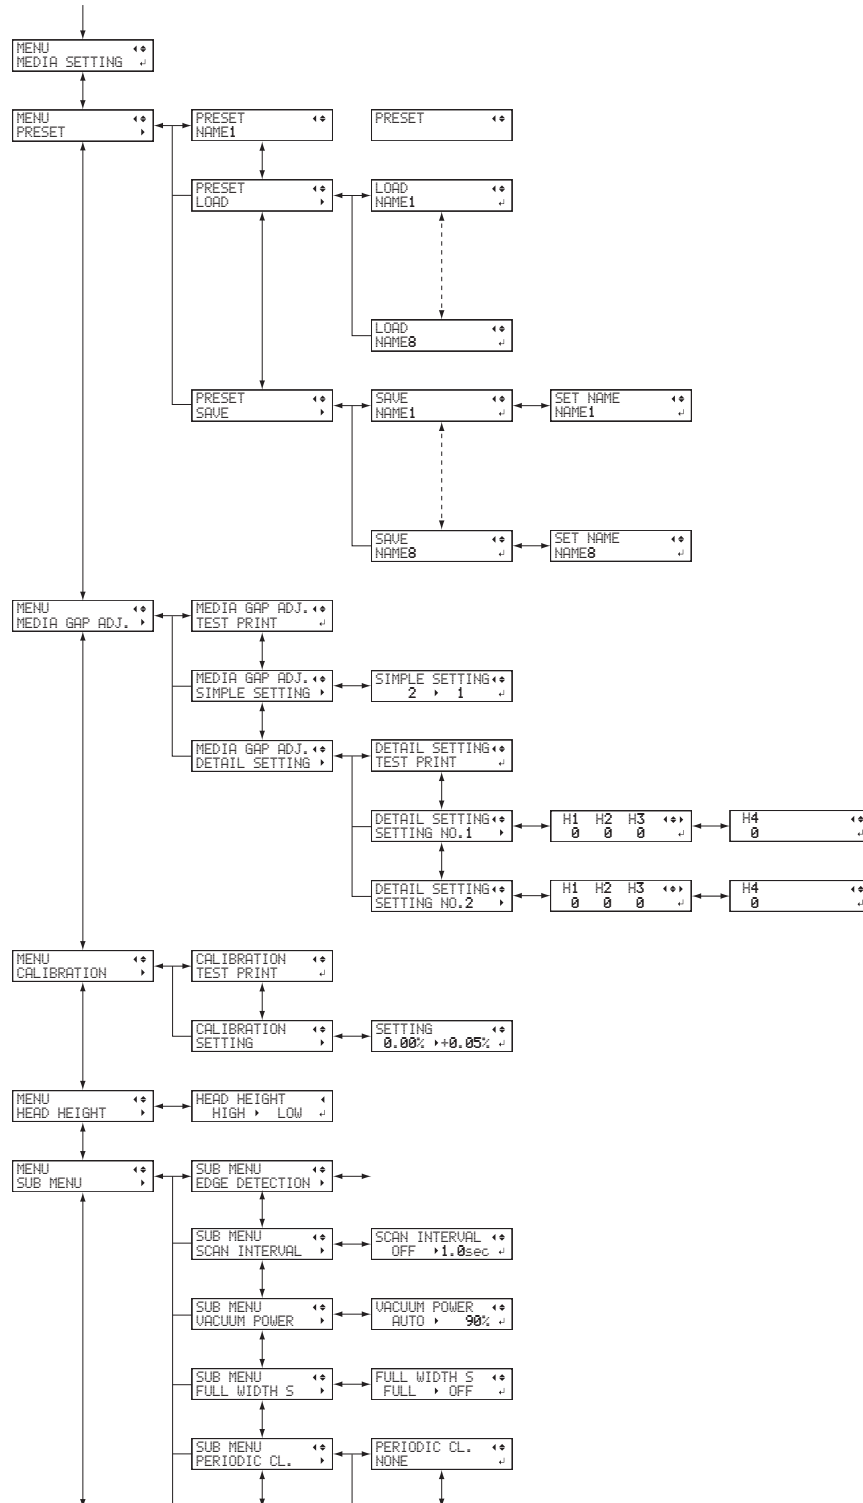 MENU
MEDIA SETTING ↵
MENU
PRESET
PRESET
NAME1
PRESET
PRESET
LOAD
LOAD
NAME1 ↵
LOAD
NAME8 ↵
PRESET
SAVE
SAVE
NAME1 ↵
SET NAME
NAME1 ↵
SAVE
NAME8 ↵
SET NAME
NAME8 ↵
MENU
MEDIA GAP ADJ.
MEDIA GAP ADJ.
TEST PRINT ↵
MEDIA GAP ADJ.
SIMPLE SETTING
SIMPLE SETTING
2 ▸ 1 ↵
MEDIA GAP ADJ.
DETAIL SETTING
DETAIL SETTING
TEST PRINT ↵
DETAIL SETTING
SETTING NO.1
H1 H2 H3
0 0 0 ↵
H4
0 ↵
DETAIL SETTING
SETTING NO.2
H1 H2 H3
0 0 0 ↵
H4
0 ↵
MENU
CALIBRATION
CALIBRATION
TEST PRINT ↵
CALIBRATION
SETTING
SETTING
0.00% ▸+0.05% ↵
MENU
HEAD HEIGHT
HEAD HEIGHT
HIGH ▸ LOW ↵
MENU
SUB MENU
SUB MENU
EDGE DETECTION
SUB MENU
SCAN INTERVAL
SCAN INTERVAL
OFF ▸1.0sec ↵
SUB MENU
VACUUM POWER
VACUUM POWER
AUTO ▸ 90% ↵
SUB MENU
FULL WIDTH S
FULL WIDTH S
FULL ▸ OFF ↵
SUB MENU
PERIODIC CL.
PERIODIC CL.
NONE ↵